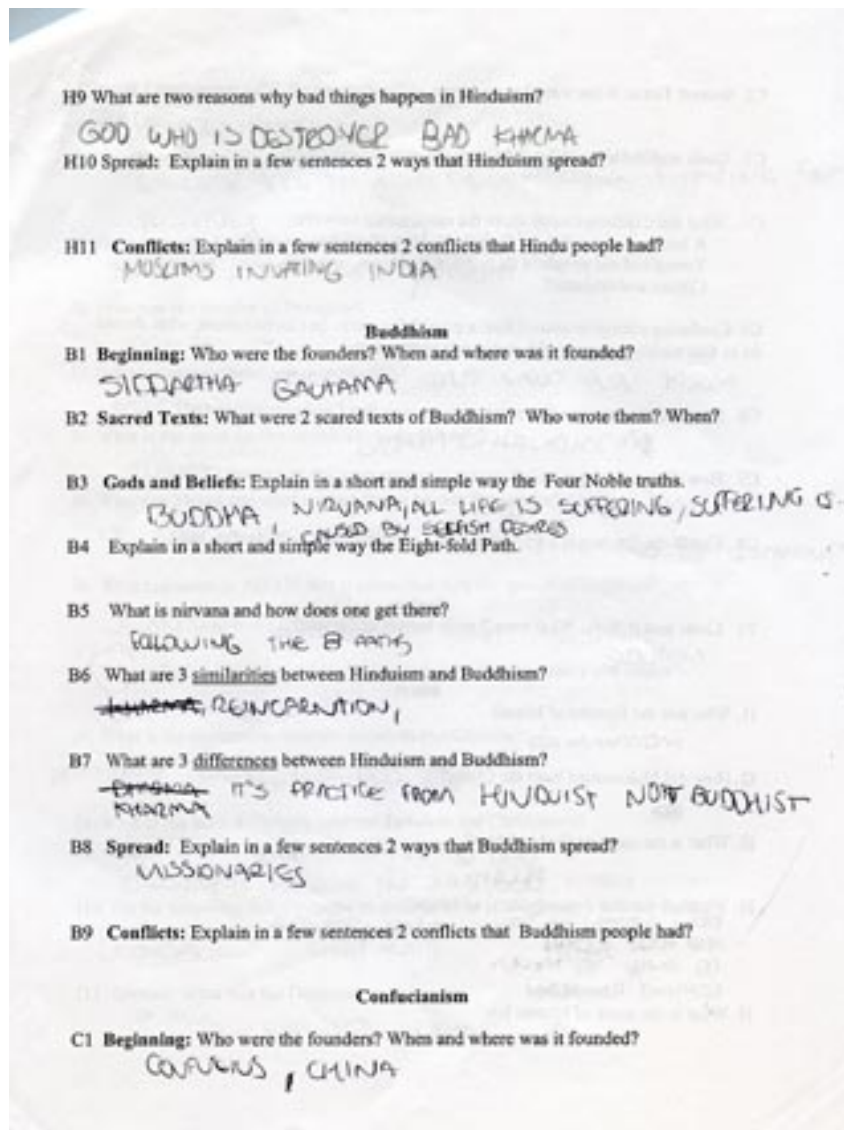 H9 What are two reasons why bad things happen in Hinduism?
GOD WHO IS DESTROYER BAD KHARMA
H10 Spread: Explain in a few sentences 2 ways that Hinduism spread?
H11 Conflicts: Explain in a few sentences 2 conflicts that Hindu people had?
MUSLIMS INVATING INDIA
Buddhism
B1 Beginning: Who were the founders? When and where was it founded?
SIDDARTHA GAUTAMA
B2 Sacred Texts: What were 2 scared texts of Buddhism? Who wrote them? When?
B3 Gods and Beliefs: Explain in a short and simple way the Four Noble truths.
BUDDHA, NIRVANA, ALL LIFE IS SUFFERING, SUFERING IS
CAUSED BY SELFISH DESIRES
B4 Explain in a short and simple way the Eight-fold Path.
B5 What is nirvana and how does one get there?
FOLLOWING THE 8 PATHS
B6 What are 3 similarities between Hinduism and Buddhism?
KHARMA, REINCARNATION,
B7 What are 3 differences between Hinduism and Buddhism?
IT'S PRACTICE FROM HINDUIST NOT BUDDHIST
KHARMA
B8 Spread: Explain in a few sentences 2 ways that Buddhism spread?
MISSIONARIES
B9 Conflicts: Explain in a few sentences 2 conflicts that Buddhism people had?
Confucianism
C1 Beginning: Who were the founders? When and where was it founded?
, CHINA